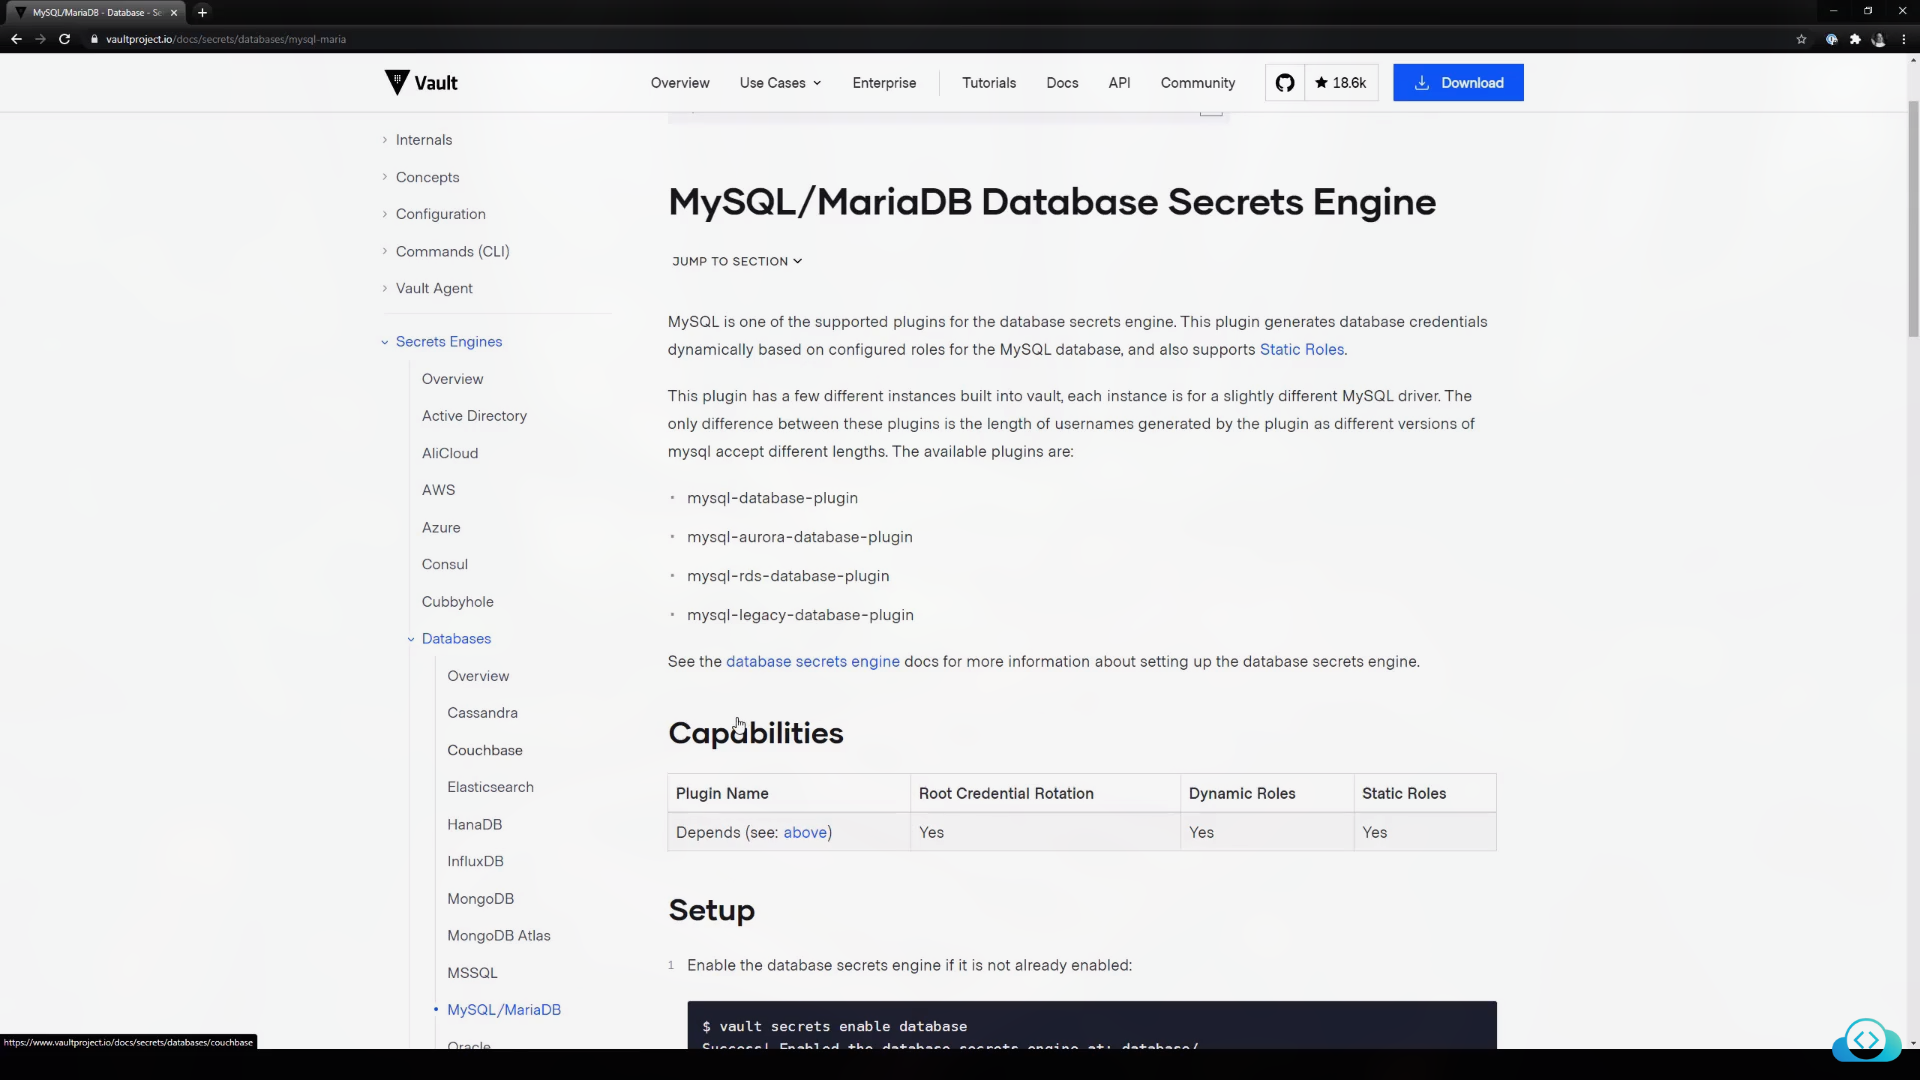 MySQL/MariaDB - Database - Se
vaultproject.io/docs/secrets/databases/mysql-maria
Vault
Overview
Use Cases
Enterprise
Tutorials
Docs
API
Community
18.6k
Download
Internals
Concepts
Configuration
Commands (CLI)
Vault Agent
Secrets Engines
Overview
Active Directory
AliCloud
AWS
Azure
Consul
Cubbyhole
Databases
Overview
Cassandra
Couchbase
Elasticsearch
HanaDB
InfluxDB
MongoDB
MongoDB Atlas
MSSQL
MySQL/MariaDB
Oracle
MySQL/MariaDB Database Secrets Engine
JUMP TO SECTION
MySQL is one of the supported plugins for the database secrets engine. This plugin generates database credentials
dynamically based on configured roles for the MySQL database, and also supports Static Roles.
This plugin has a few different instances built into vault, each instance is for a slightly different MySQL driver. The
only difference between these plugins is the length of usernames generated by the plugin as different versions of
mysql accept different lengths. The available plugins are:
mysql-database-plugin
mysql-aurora-database-plugin
mysql-rds-database-plugin
mysql-legacy-database-plugin
See the database secrets engine docs for more information about setting up the database secrets engine.
Capabilities
Plugin Name Root Credential Rotation Dynamic Roles Static Roles
Depends (see: above) Yes Yes Yes
Setup
1 Enable the database secrets engine if it is not already enabled:
$ vault secrets enable database
Success! Enabled the database secrets engine at: database/
https://www.vaultproject.io/docs/secrets/databases/couchbase